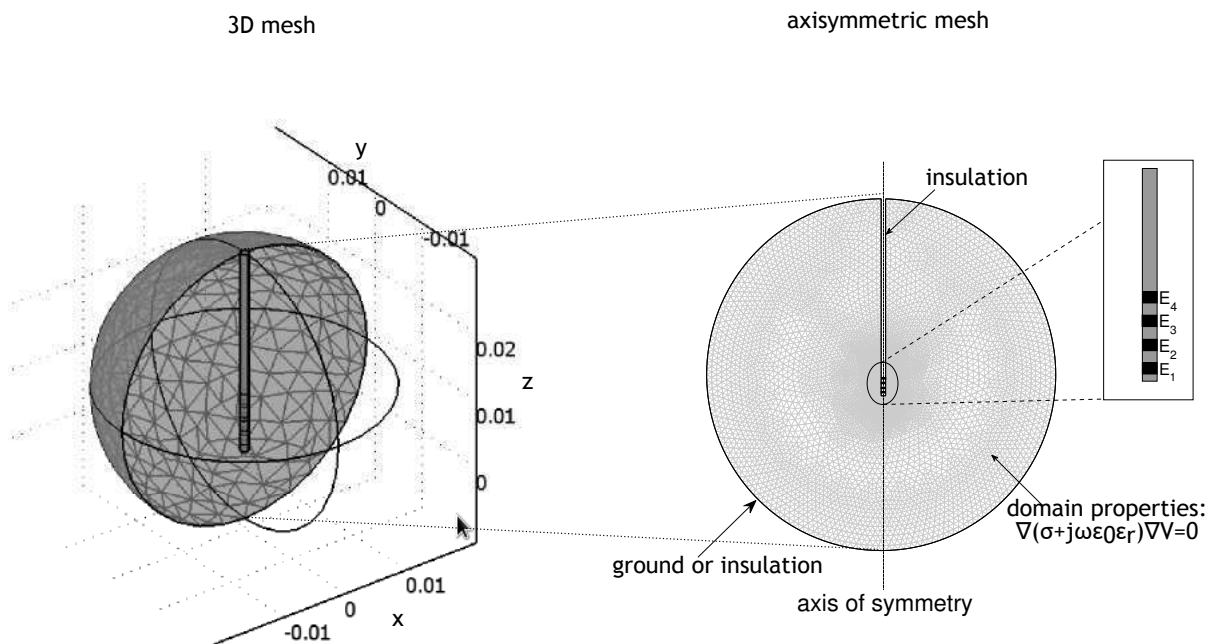 3D mesh
axisymmetric mesh
y
0.01
0
-0.01
0.02
z
0.01
0
0.01
0
x
-0.01
insulation
E4
E3
E2
E1
domain properties:
∇(σ+jωε0εr)∇V=0
ground or insulation
axis of symmetry